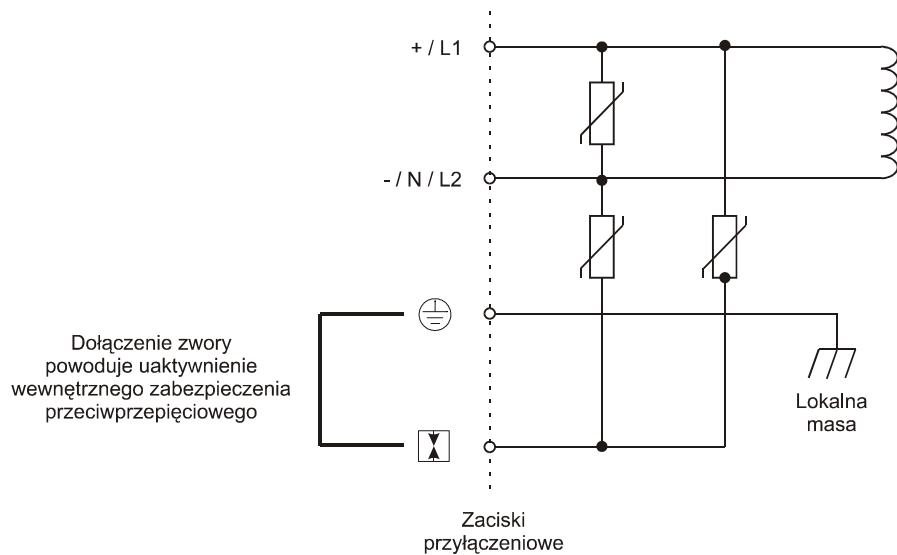 + / L1
- / N / L2
Dołączenie zwory
powoduje uaktywnienie
wewnętrznego zabezpieczenia
przeciwprzepięciowego
Lokalna
masa
Zaciski
przyłączeniowe